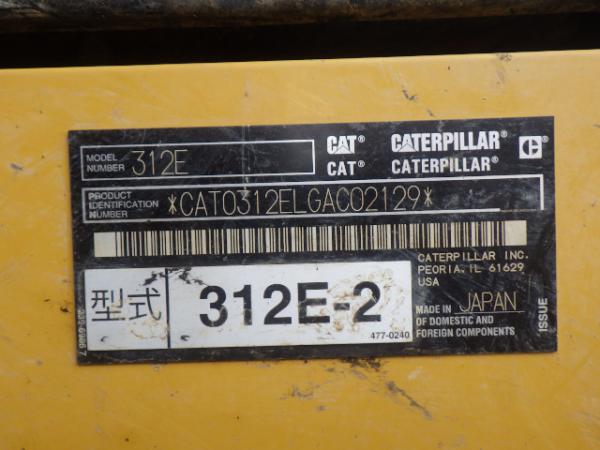 MODEL NUMBER 312E
CAT® CATERPILLAR®
CAT® CATERPILLAR®
PRODUCT IDENTIFICATION NUMBER *CAT0312ELGAC02129*
CATERPILLAR INC.
PEORIA, IL 61629
USA
型式 312E-2
477-0240
MADE IN JAPAN
OF DOMESTIC AND
FOREIGN COMPONENTS
ISSUE